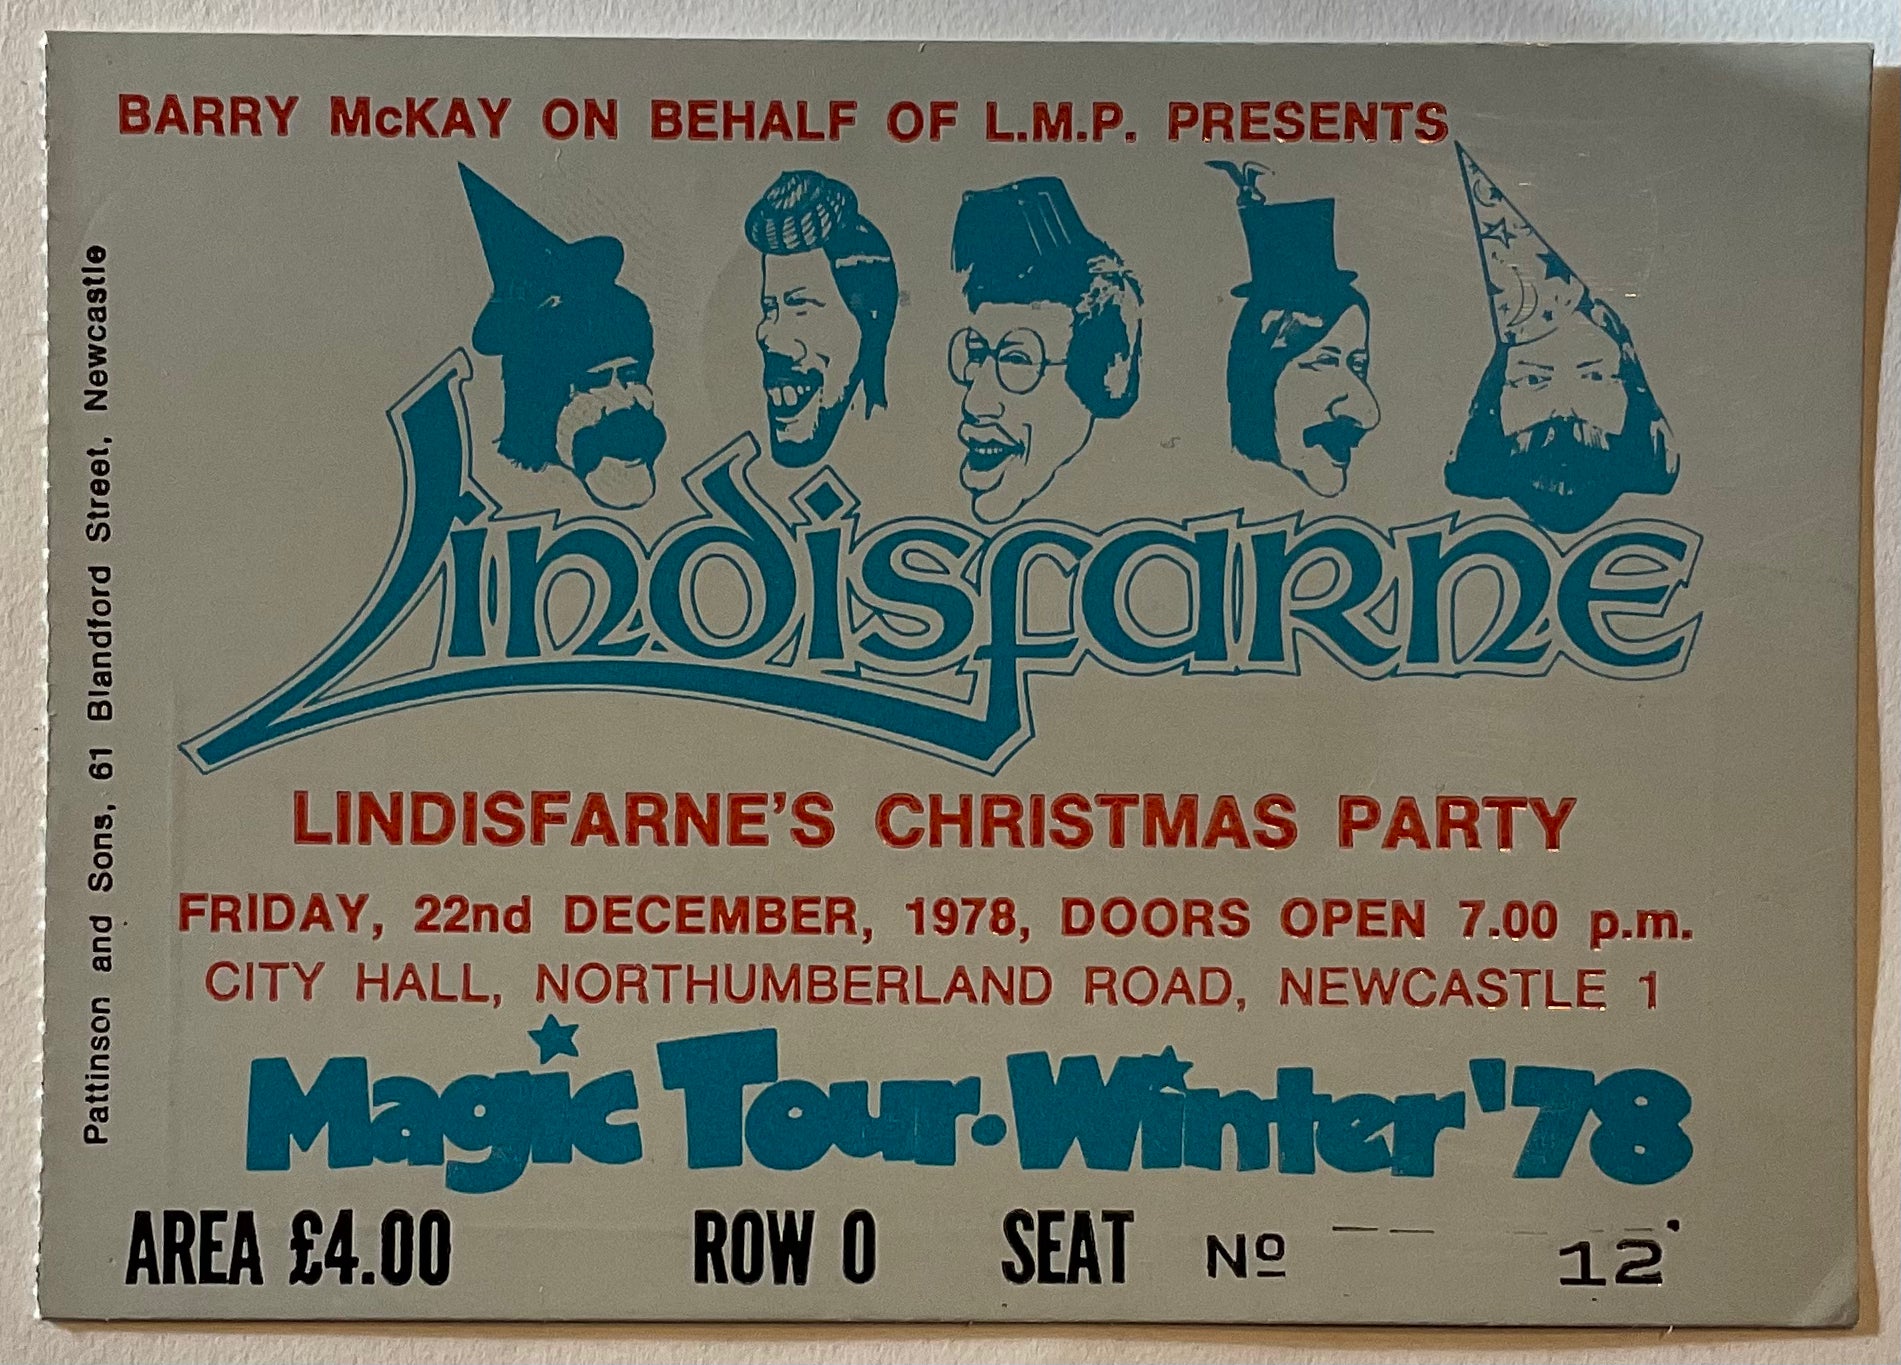 BARRY McKAY ON BEHALF OF L.M.P. PRESENTS
Lindisfarne
LINDISFARNE'S CHRISTMAS PARTY
FRIDAY, 22nd DECEMBER, 1978, DOORS OPEN 7.00 p.m.
CITY HALL, NORTHUMBERLAND ROAD, NEWCASTLE 1
Magic Tour·Winter '78
AREA £4.00 ROW O SEAT Nº 12
Pattinson and Sons, 61 Blandford Street, Newcastle